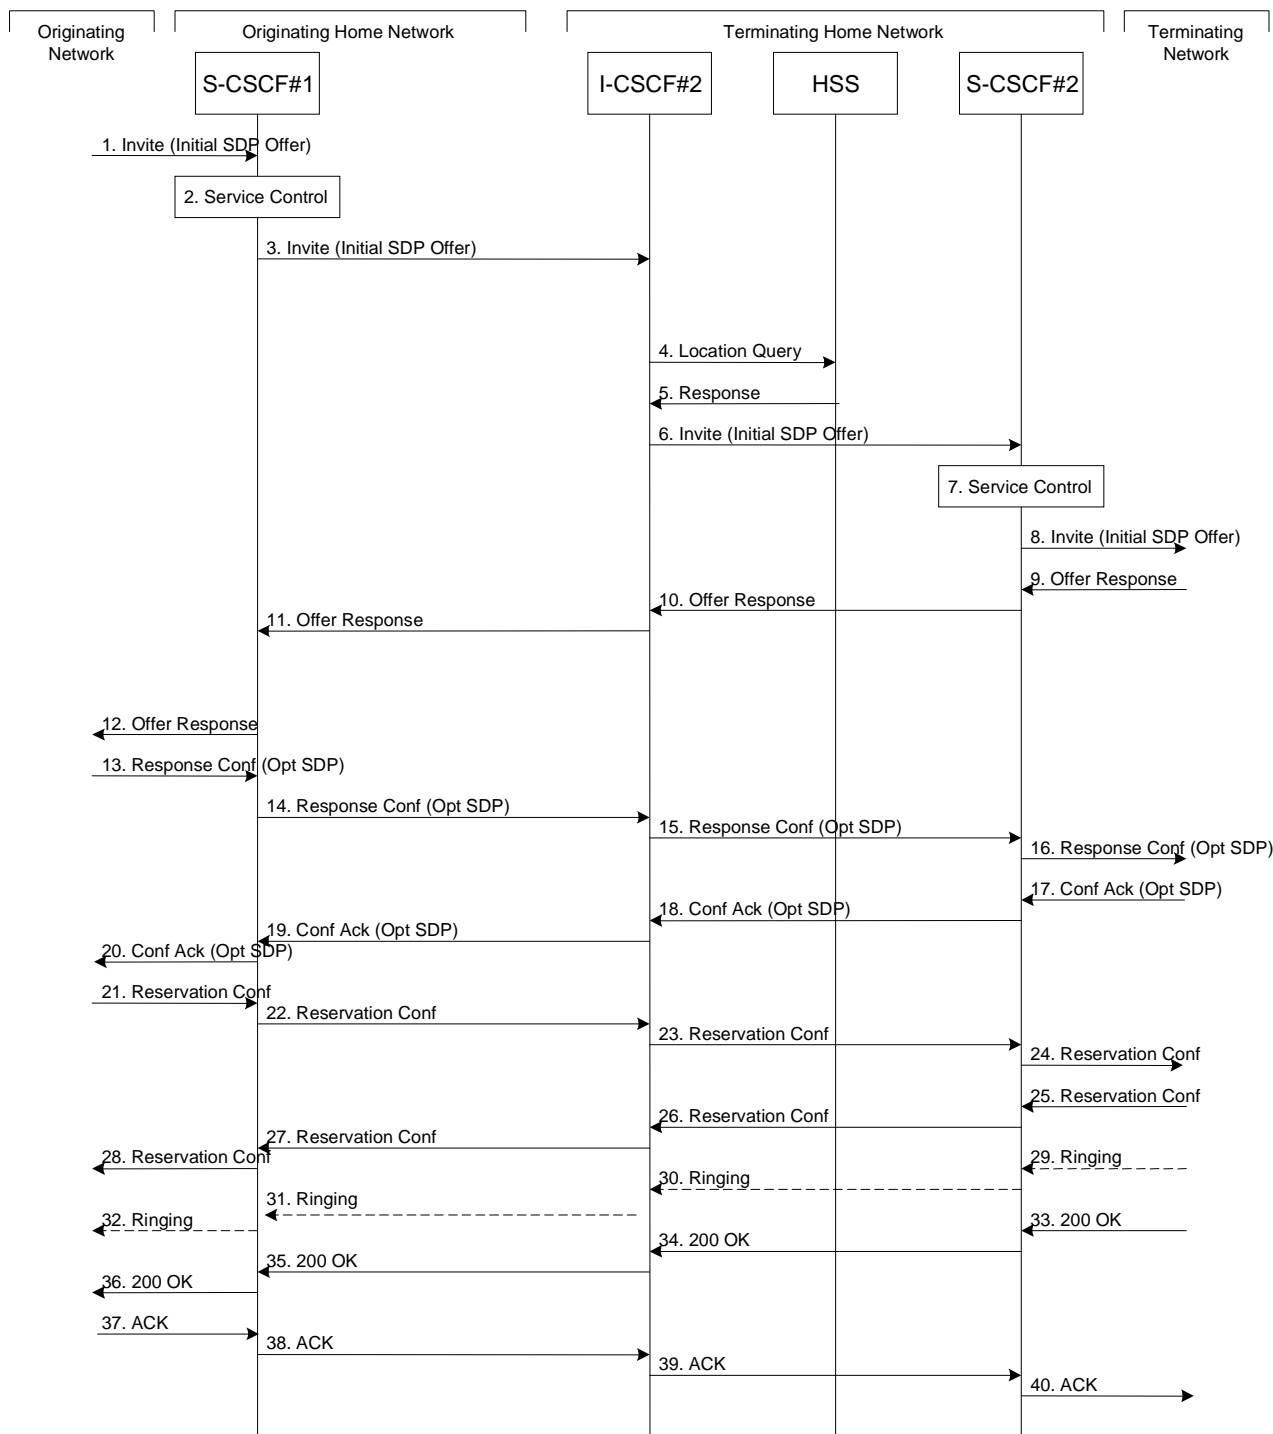 Originating
Network
Originating Home Network
Terminating Home Network
Terminating
Network
S-CSCF#1
I-CSCF#2
HSS
S-CSCF#2
1. Invite (Initial SDP Offer)
2. Service Control
3. Invite (Initial SDP Offer)
4. Location Query
5. Response
6. Invite (Initial SDP Offer)
7. Service Control
8. Invite (Initial SDP Offer)
9. Offer Response
10. Offer Response
11. Offer Response
12. Offer Response
13. Response Conf (Opt SDP)
14. Response Conf (Opt SDP)
15. Response Conf (Opt SDP)
16. Response Conf (Opt SDP)
17. Conf Ack (Opt SDP)
18. Conf Ack (Opt SDP)
19. Conf Ack (Opt SDP)
20. Conf Ack (Opt SDP)
21. Reservation Conf
22. Reservation Conf
23. Reservation Conf
24. Reservation Conf
25. Reservation Conf
26. Reservation Conf
27. Reservation Conf
28. Reservation Conf
29. Ringing
30. Ringing
31. Ringing
32. Ringing
33. 200 OK
34. 200 OK
35. 200 OK
36. 200 OK
37. ACK
38. ACK
39. ACK
40. ACK